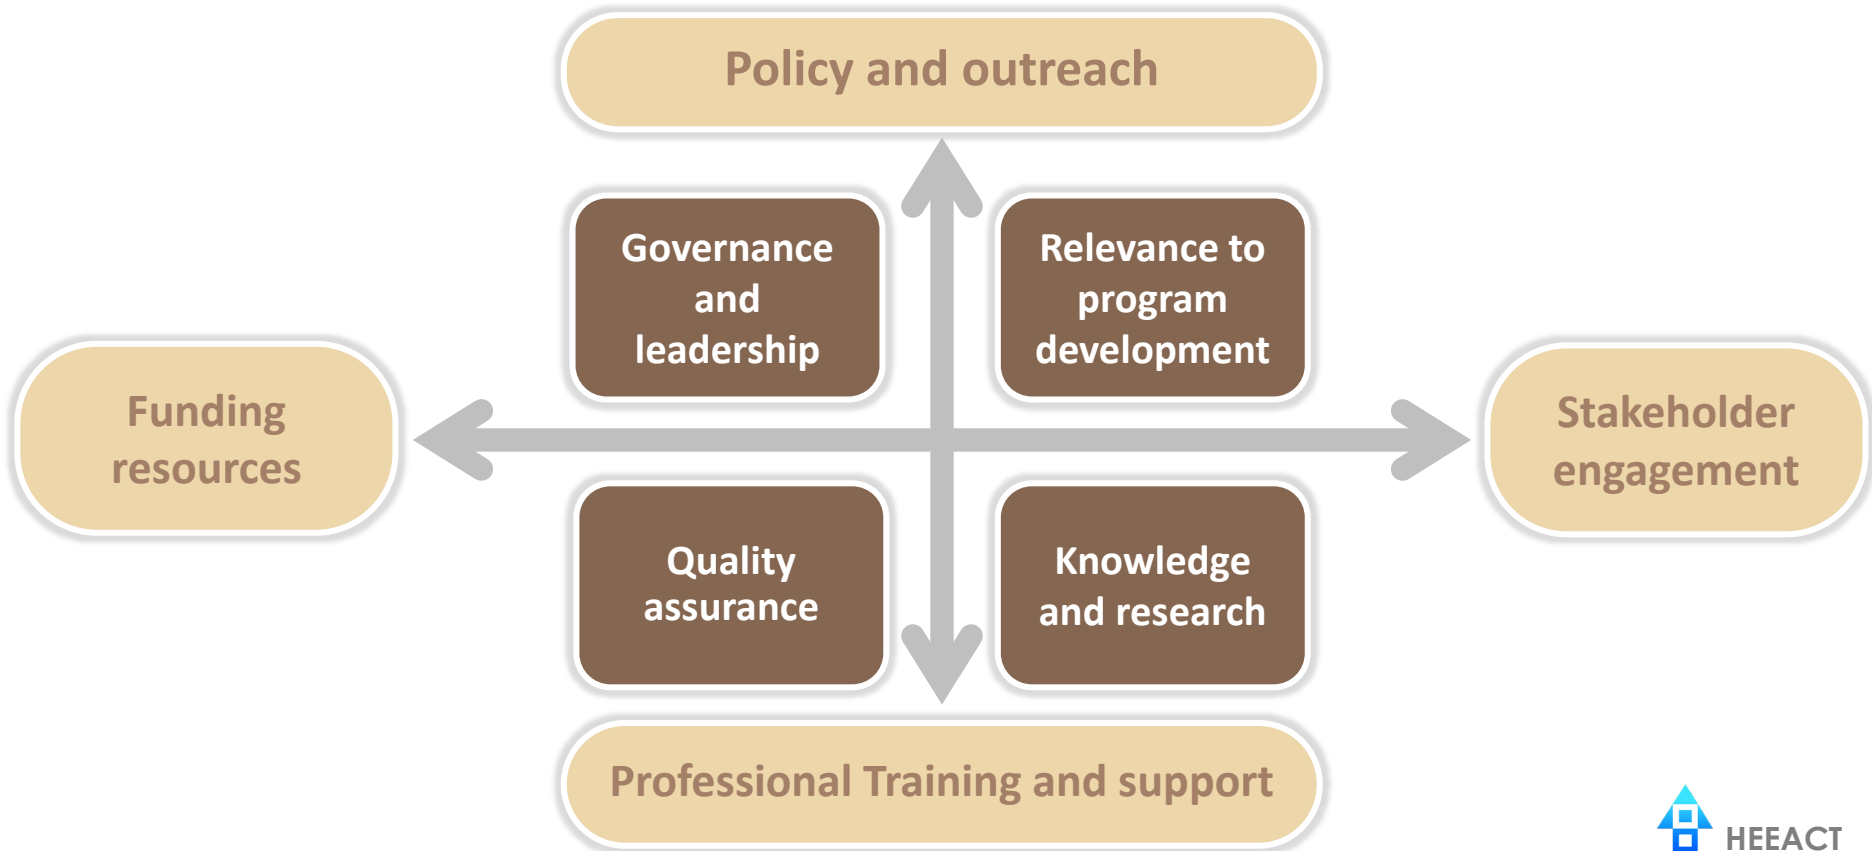 Policy and outreach
Governance
and
leadership
Relevance to
program
development
Funding
resources
Stakeholder
engagement
Quality
assurance
Knowledge
and research
Professional Training and support
HEEACT